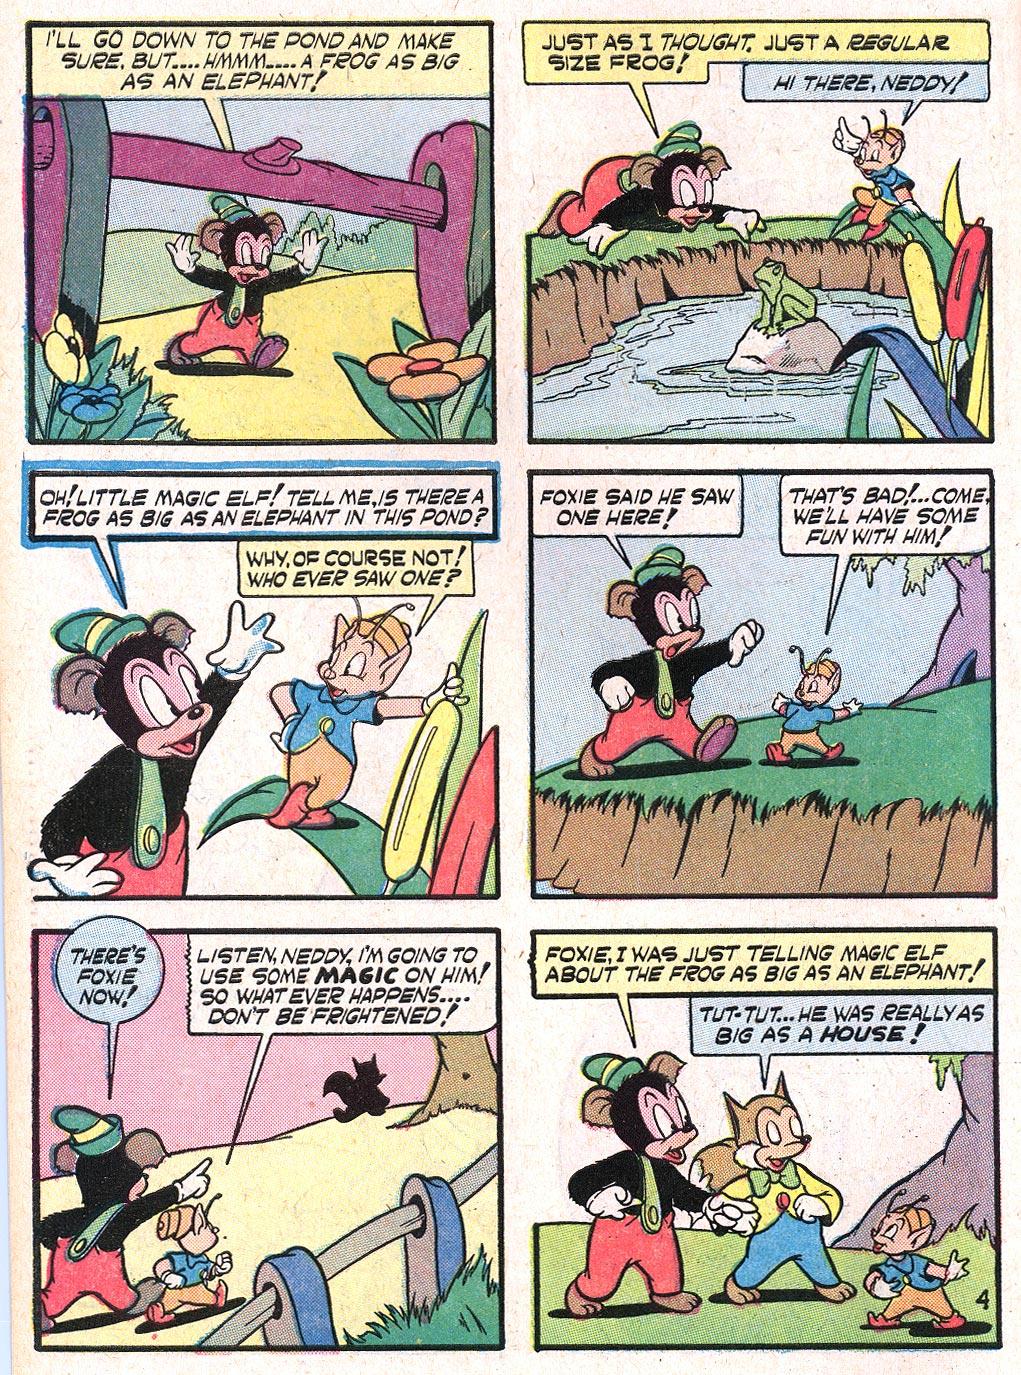 I'LL GO DOWN TO THE POND AND MAKE
SURE, BUT....HMMM....A FROG AS BIG
AS AN ELEPHANT!
JUST AS I THOUGHT. JUST A REGULAR
SIZE FROG!
HI THERE, NEDDY!
OH! LITTLE MAGIC ELF! TELL ME, IS THERE A
FROG AS BIG AS AN ELEPHANT IN THIS POND?
WHY, OF COURSE NOT!
WHO EVER SAW ONE?
FOXIE SAID HE SAW
ONE HERE!
THAT'S BAD!...COME,
WE'LL HAVE SOME
FUN WITH HIM!
THERE'S
FOXIE
NOW!
LISTEN, NEDDY, I'M GOING TO
USE SOME MAGIC ON HIM!
SO WHAT EVER HAPPENS....
DON'T BE FRIGHTENED!
FOXIE, I WAS JUST TELLING MAGIC ELF
ABOUT THE FROG AS BIG AS AN ELEPHANT!
TUT-TUT...HE WAS REALLY AS
BIG AS A HOUSE!
4